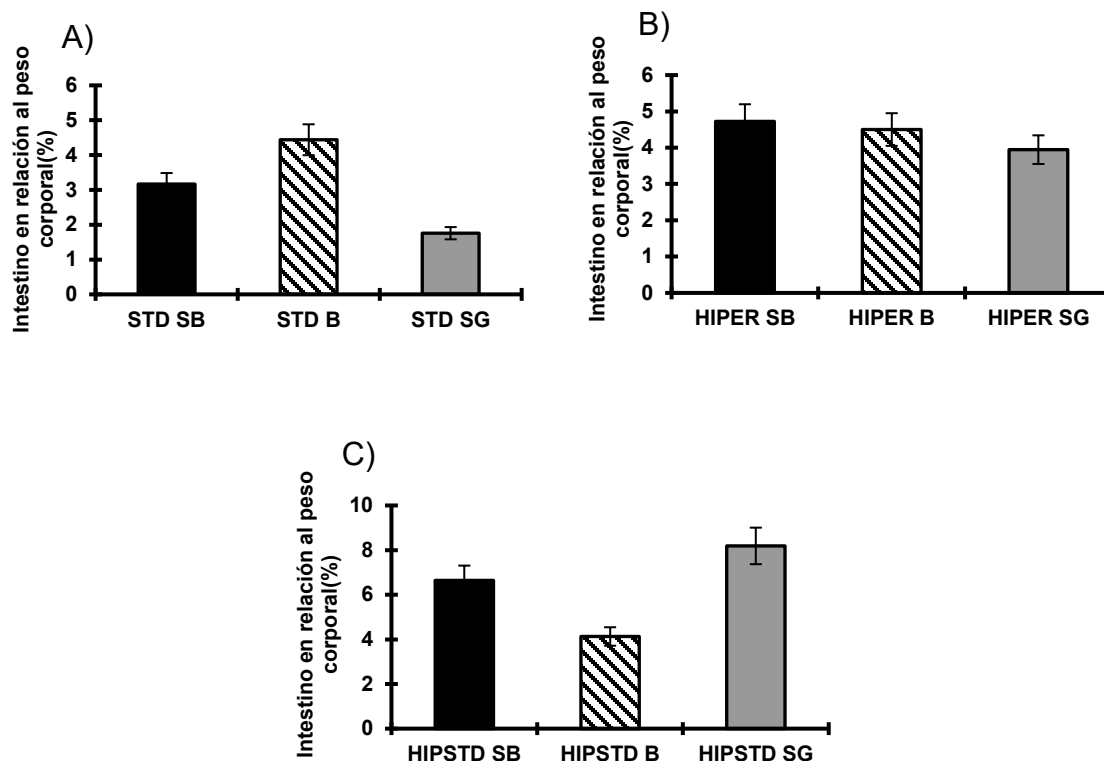 A)
Intestino en relación al peso
corporal(%)
6
5
4
3
2
1
0
STD SB
STD B
STD SG
B)
Intestino en relación al peso
corporal(%)
6
5
4
3
2
1
0
HIPER SB
HIPER B
HIPER SG
C)
Intestino en relación al peso
corporal(%)
10
8
6
4
2
0
HIPSTD SB
HIPSTD B
HIPSTD SG